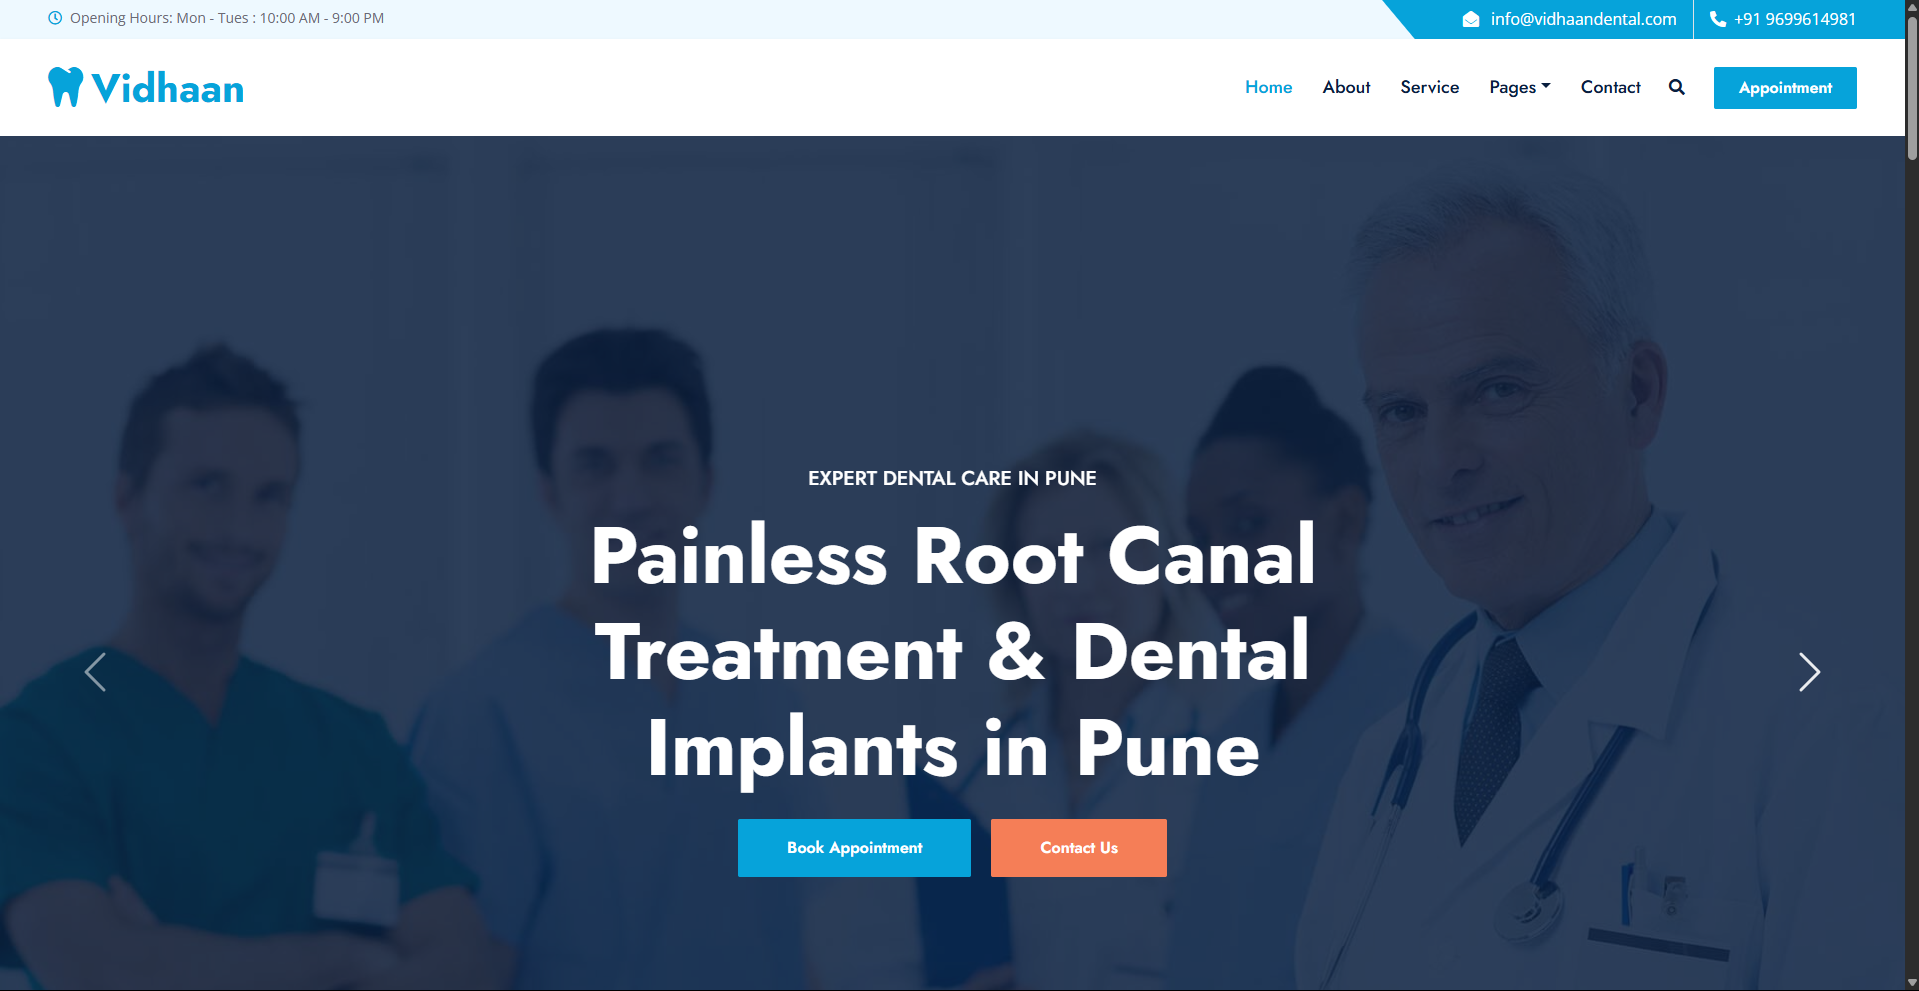 Opening Hours: Mon - Tues : 10:00 AM - 9:00 PM
info@vidhaandental.com
+91 9699614981
Vidhaan
Home
About
Service
Pages
Contact
Appointment
EXPERT DENTAL CARE IN PUNE
Painless Root Canal
Treatment & Dental
Implants in Pune
Book Appointment
Contact Us